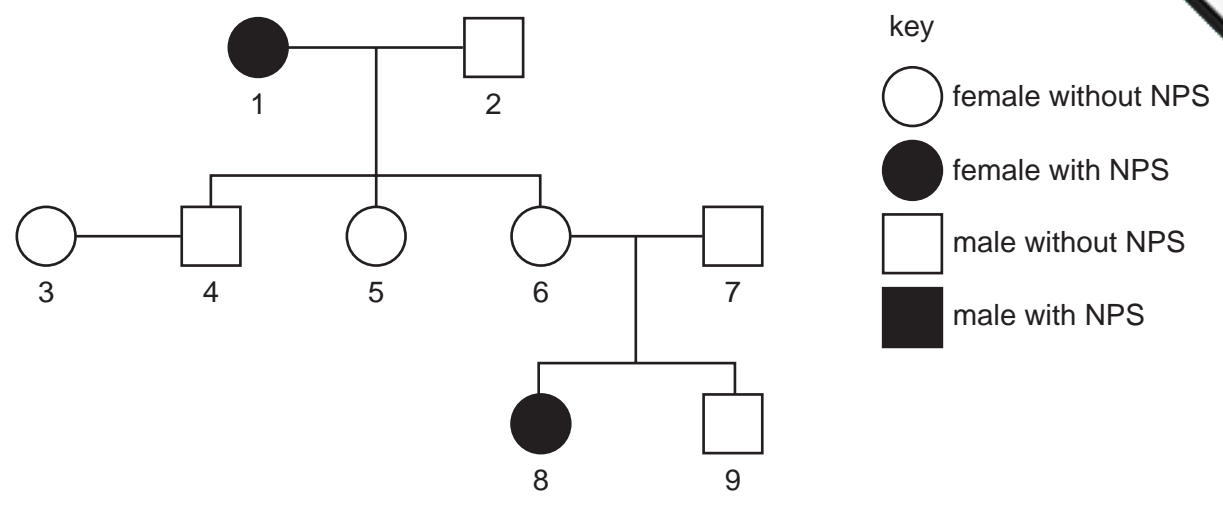 key
female without NPS
female with NPS
male without NPS
male with NPS
1 2
3 4 5 6 7
8 9